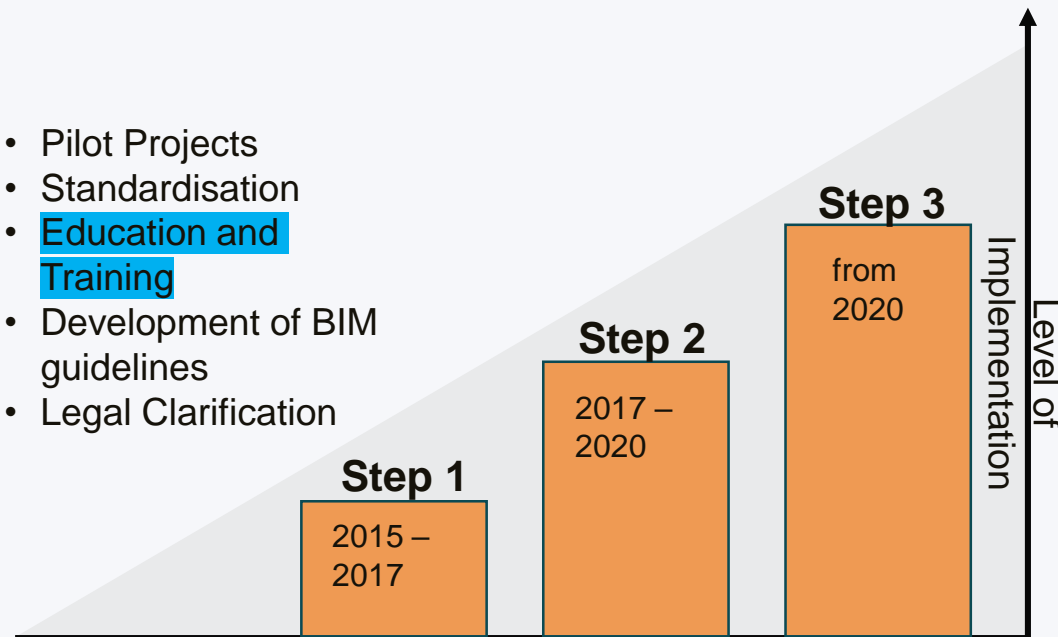 • Pilot Projects
• Standardisation
• Education and
Training
• Development of BIM
guidelines
• Legal Clarification
Step 1
2015 –
2017
Step 2
2017 –
2020
Step 3
from
2020
Level of
Implementation